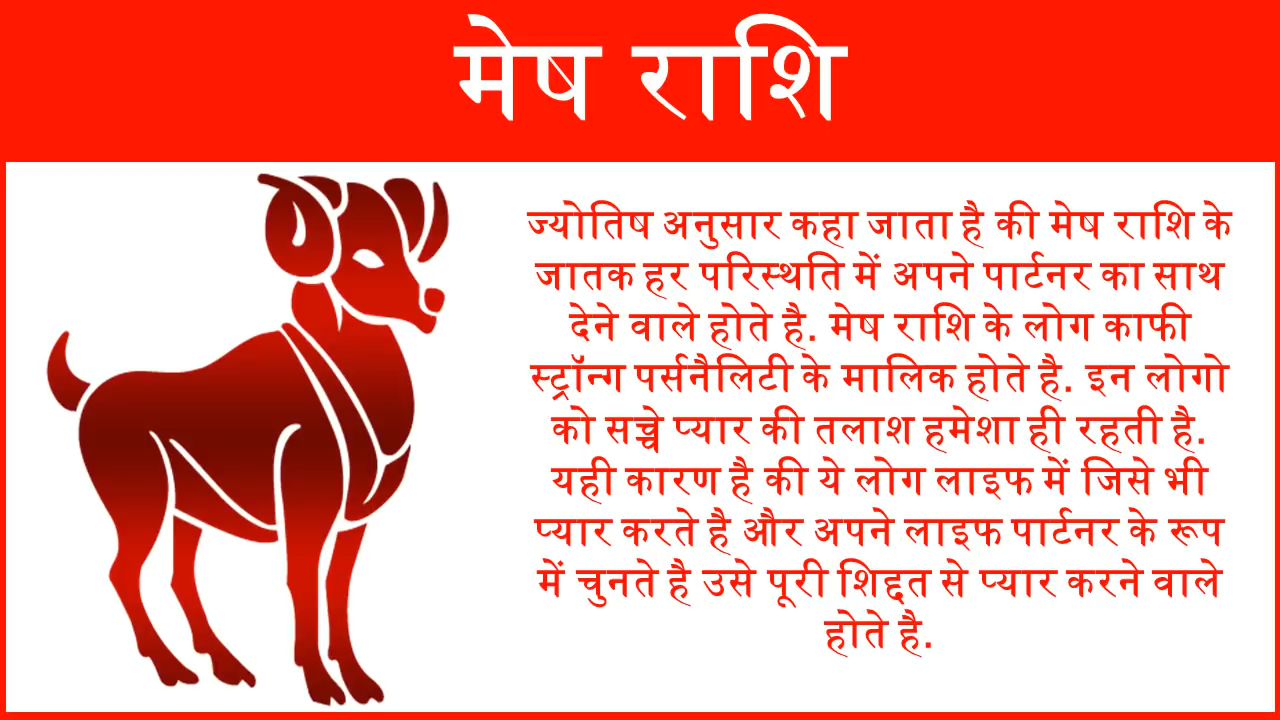 मेष राशि
ज्योतिष अनुसार कहा जाता है की मेष राशि के
जातक हर परिस्थति में अपने पार्टनर का साथ
देने वाले होते है. मेष राशि के लोग काफी
स्ट्रॉन्ग पर्सनैलिटी के मालिक होते है. इन लोगो
को सच्चे प्यार की तलाश हमेशा ही रहती है.
यही कारण है की ये लोग लाइफ में जिसे भी
प्यार करते है और अपने लाइफ पार्टनर के रूप
में चुनते है उसे पूरी शिद्दत से प्यार करने वाले
होते है.